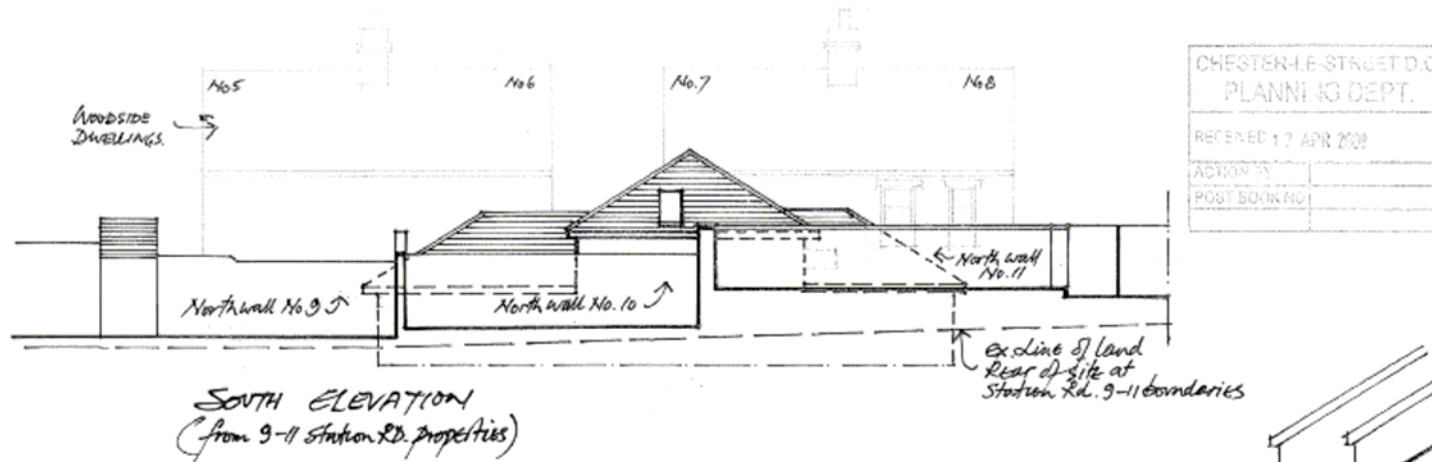 No5
No6
No.7
No8
WOODSIDE
DWELLINGS.
CHESTER-LE-STREET D.C
PLANNING DEPT.
RECEIVED 17 APR
ACTION BY
POST BOOK NO
North wall No 9
North wall No. 10
North wall
No. 11
ex. Line of land
Rear of site at
Station Rd. 9-11 boundaries
SOUTH ELEVATION
(from 9-11 Station RD. properties)